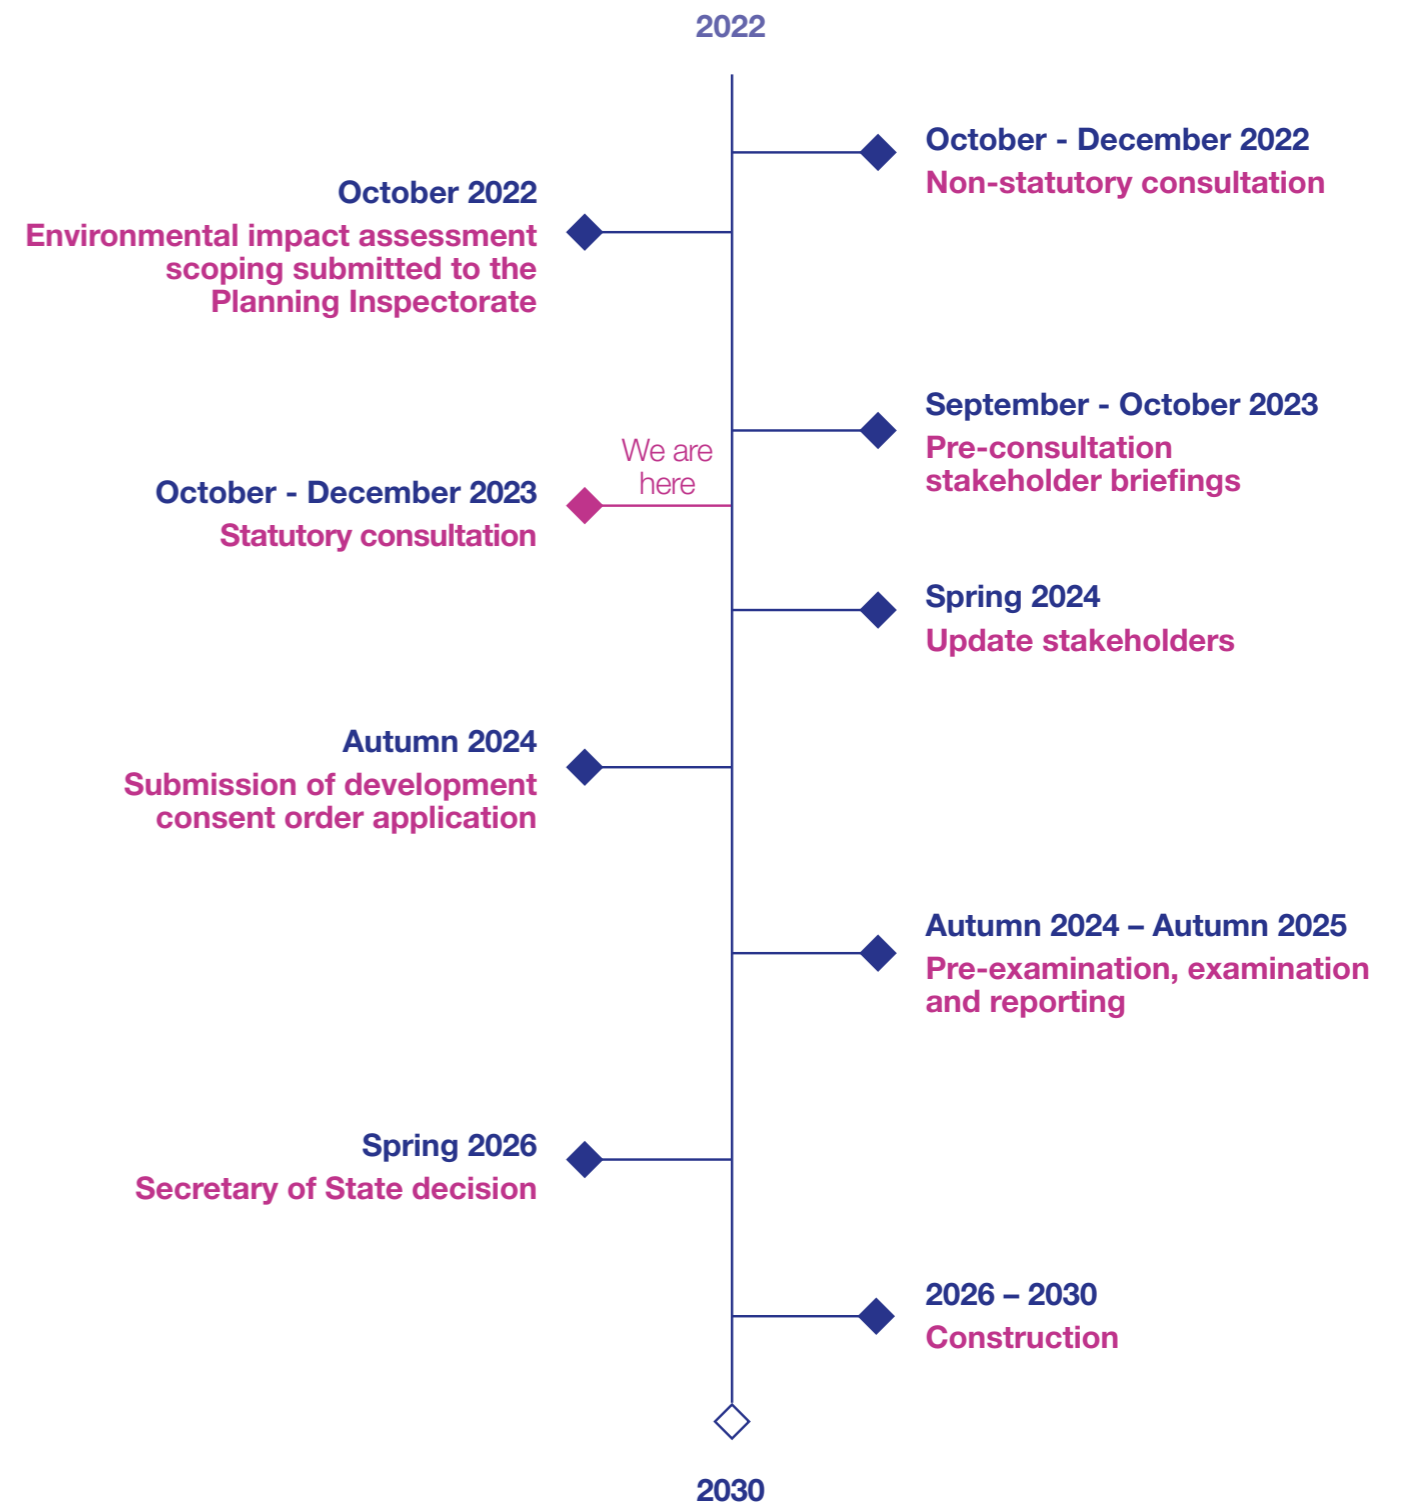 2022
October - December 2022
Non-statutory consultation
October 2022
Environmental impact assessment
scoping submitted to the
Planning Inspectorate
September - October 2023
Pre-consultation
stakeholder briefings
We are
here
October - December 2023
Statutory consultation
Spring 2024
Update stakeholders
Autumn 2024
Submission of development
consent order application
Autumn 2024 – Autumn 2025
Pre-examination, examination
and reporting
Spring 2026
Secretary of State decision
2026 – 2030
Construction
2030